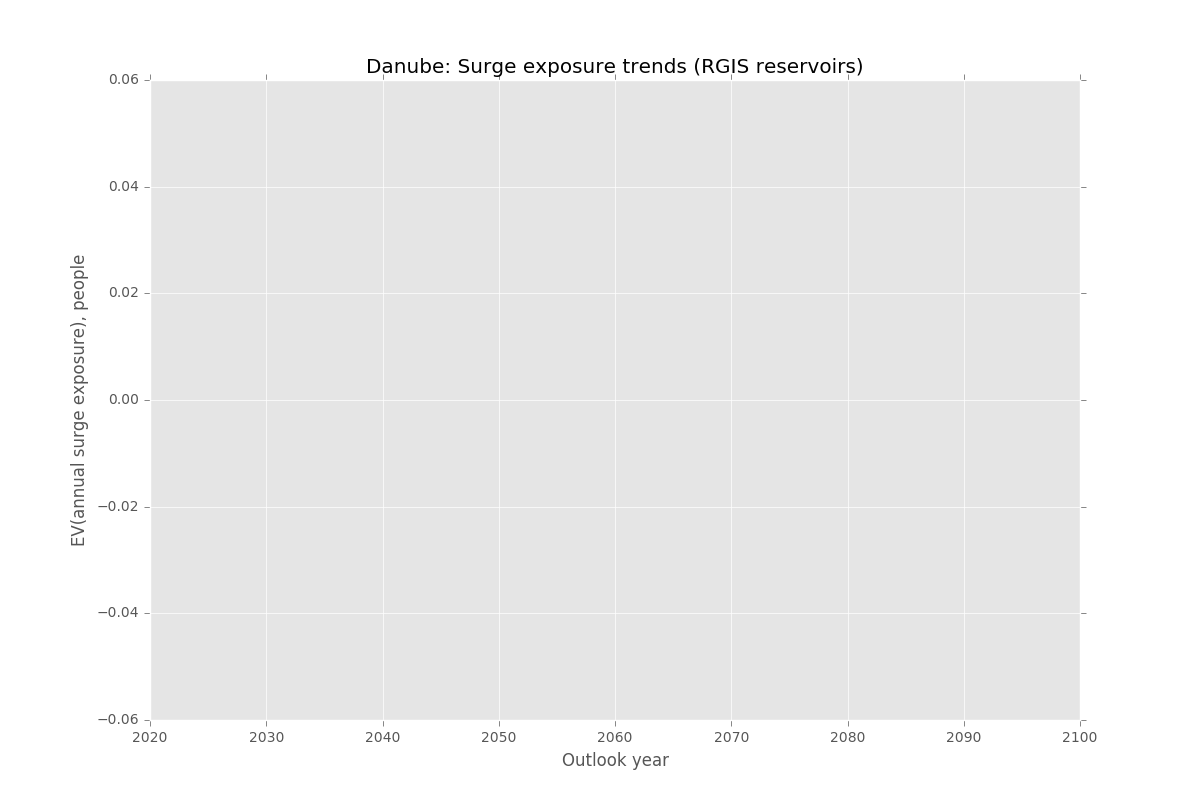 Danube: Surge exposure trends (RGIS reservoirs)
0.06
0.04
0.02
0.00
−0.02
−0.04
−0.06
EV(annual surge exposure), people
2020 2030 2040 2050 2060 2070 2080 2090 2100
Outlook year